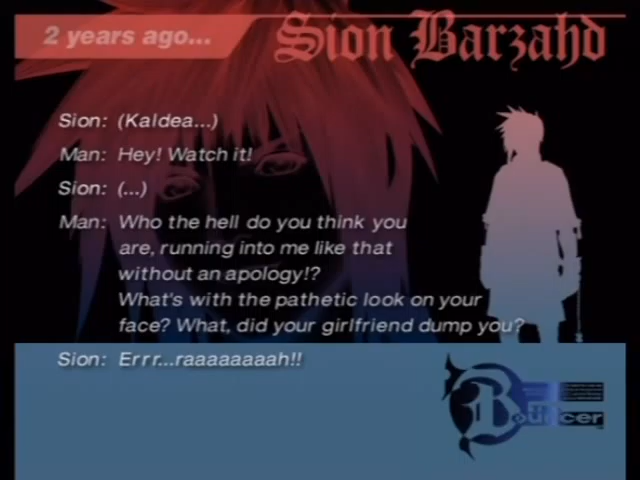 2 years ago...
Sion Barzahd
Sion: (Kaldea...)
Man: Hey! Watch it!
Sion: (...)
Man: Who the hell do you think you
are, running into me like that
without an apology!?
What's with the pathetic look on your
face? What, did your girlfriend dump you?
Sion: Errr...raaaaaaaah!!
Bouncer